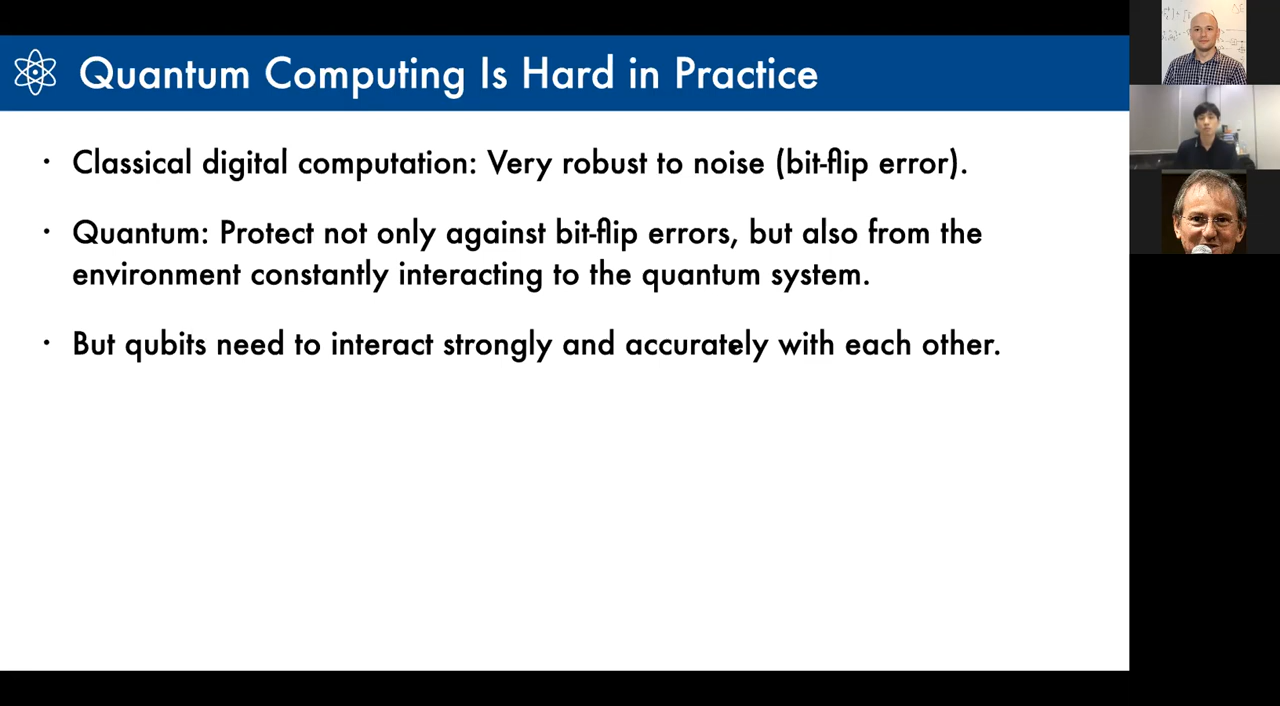 Quantum Computing Is Hard in Practice
· Classical digital computation: Very robust to noise (bit-flip error).
· Quantum: Protect not only against bit-flip errors, but also from the
environment constantly interacting to the quantum system.
· But qubits need to interact strongly and accurately with each other.